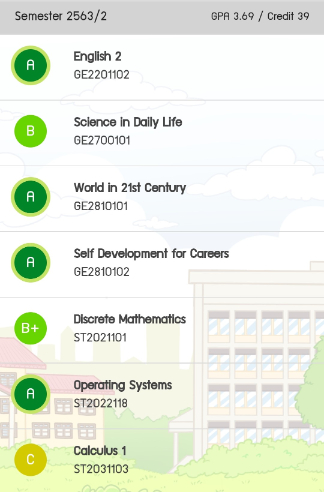 Semester 2563/2
GPA 3.69 / Credit 39
A
English 2
GE2201102
B
Science in Daily Life
GE2700101
A
World in 21st Century
GE2810101
A
Self Development for Careers
GE2810102
B+
Discrete Mathematics
ST2021101
A
Operating Systems
ST2022118
C
Calculus 1
ST2031103